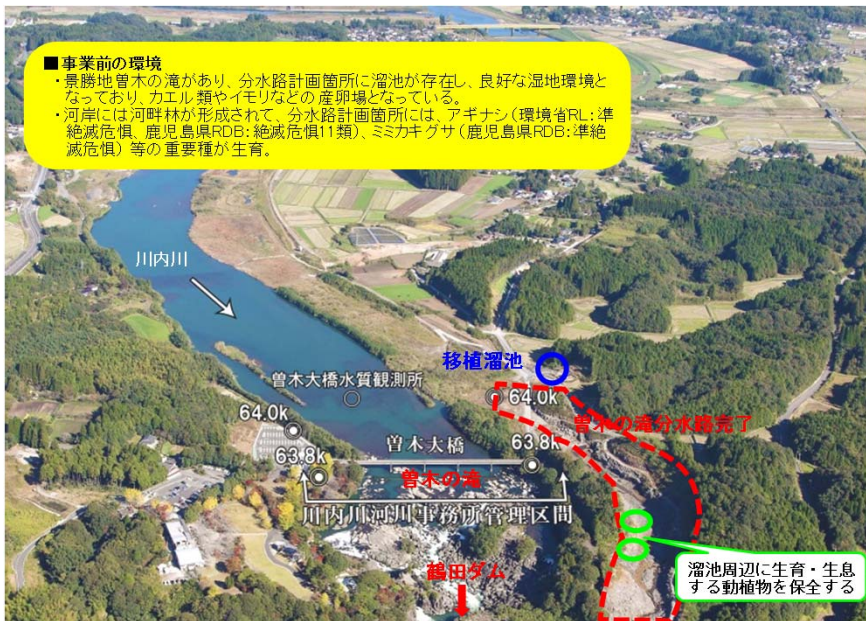 ■事業前の環境
・景勝地曽木の滝があり、分水路計画箇所に溜池が存在し、良好な湿地環境と
なっており、カエル類やイモリなどの産卵場となっている。
・河岸には河畔林が形成されて、分水路計画箇所には、アギナシ（環境省RL：準
絶滅危惧、鹿児島県RDB：絶滅危惧11類）、ミミカキグサ（鹿児島県RDB：準絶
滅危惧）等の重要種が生育。
川内川
移植溜池
曽木大橋水質観測所
64.0k
64.0k
曽木の滝分水路完了
曽木大橋
63.8k
63.8k
曽木の滝
川内川河川事務所管理区間
鶴田ダム
溜池周辺に生育・生息
する動植物を保全する